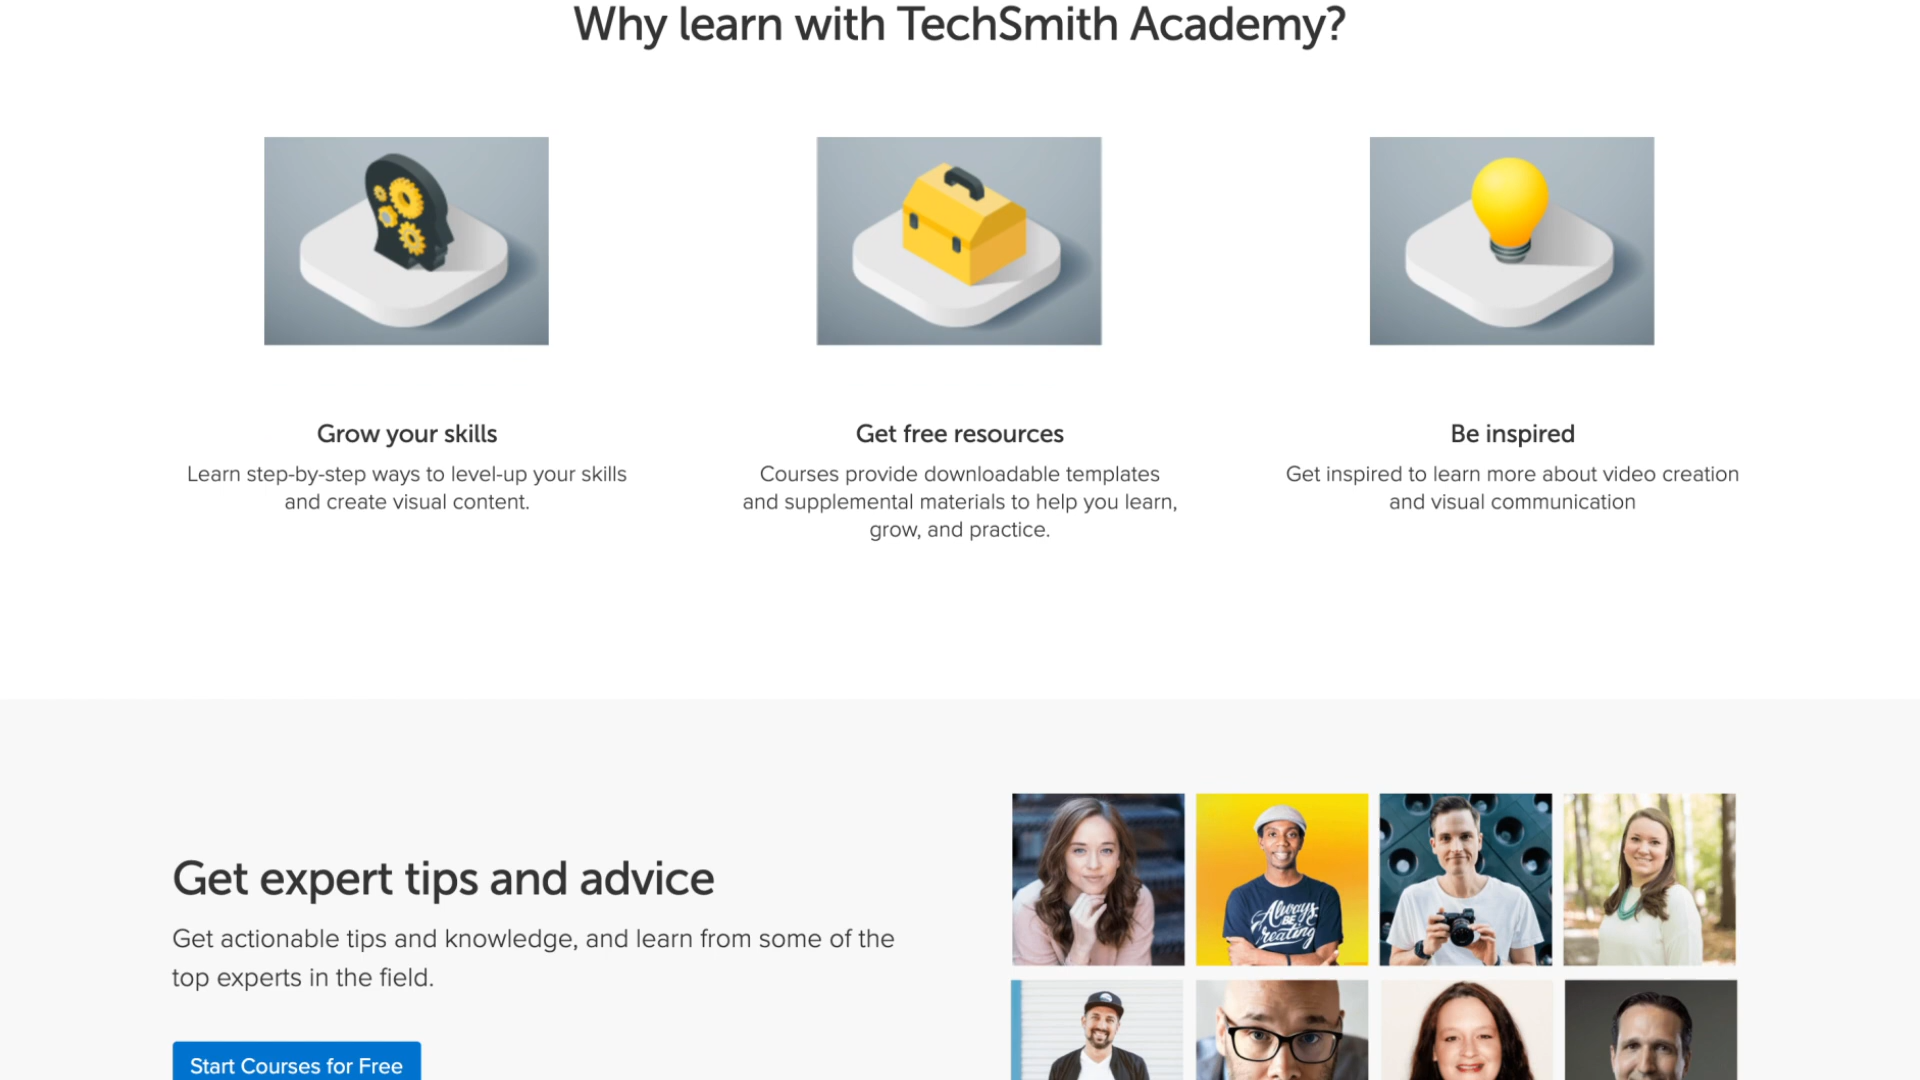 Why learn with TechSmith Academy?
Grow your skills
Learn step-by-step ways to level-up your skills
and create visual content.
Get free resources
Courses provide downloadable templates
and supplemental materials to help you learn,
grow, and practice.
Be inspired
Get inspired to learn more about video creation
and visual communication
Get expert tips and advice
Get actionable tips and knowledge, and learn from some of the
top experts in the field.
Start Courses for Free
Always
BE
Creating